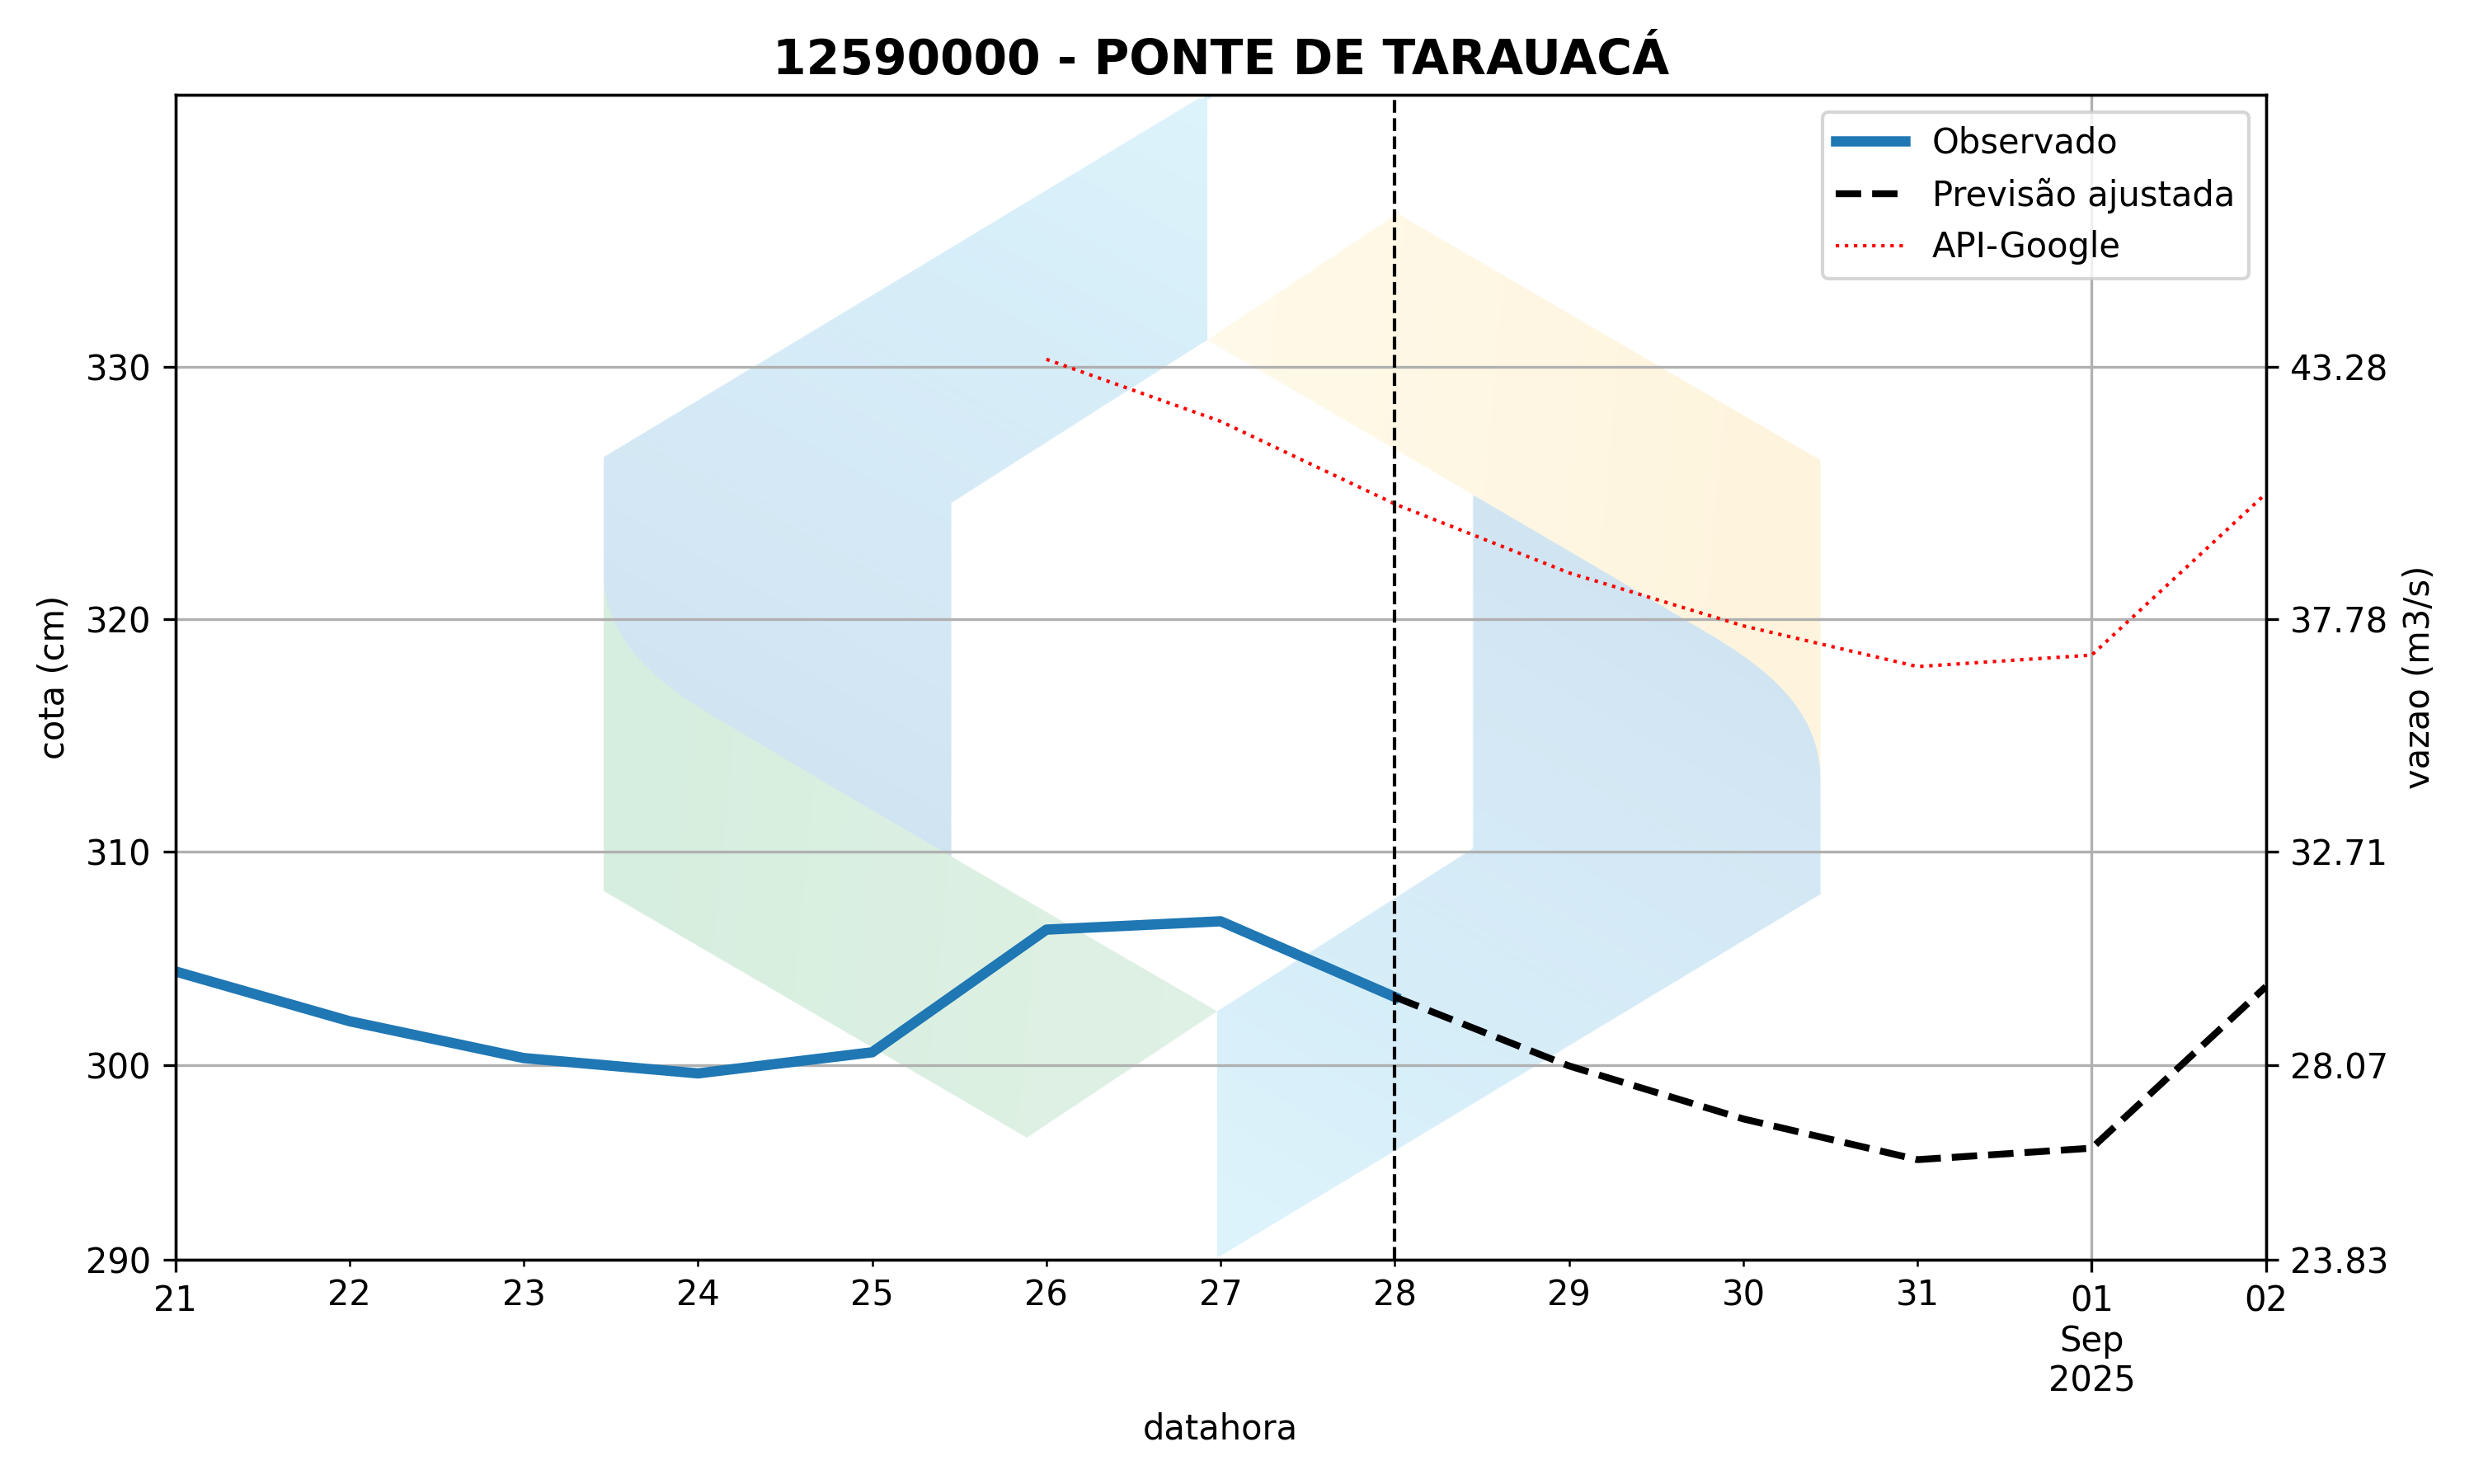 12590000 - PONTE DE TARAUACÁ
Observado
Previsão ajustada
API-Google
cota (cm)
330
320
310
300
290
43.28
37.78
32.71
28.07
23.83
vazao (m3/s)
21 22 23 24 25 26 27 28 29 30 31 01 02
Sep
2025
datahora